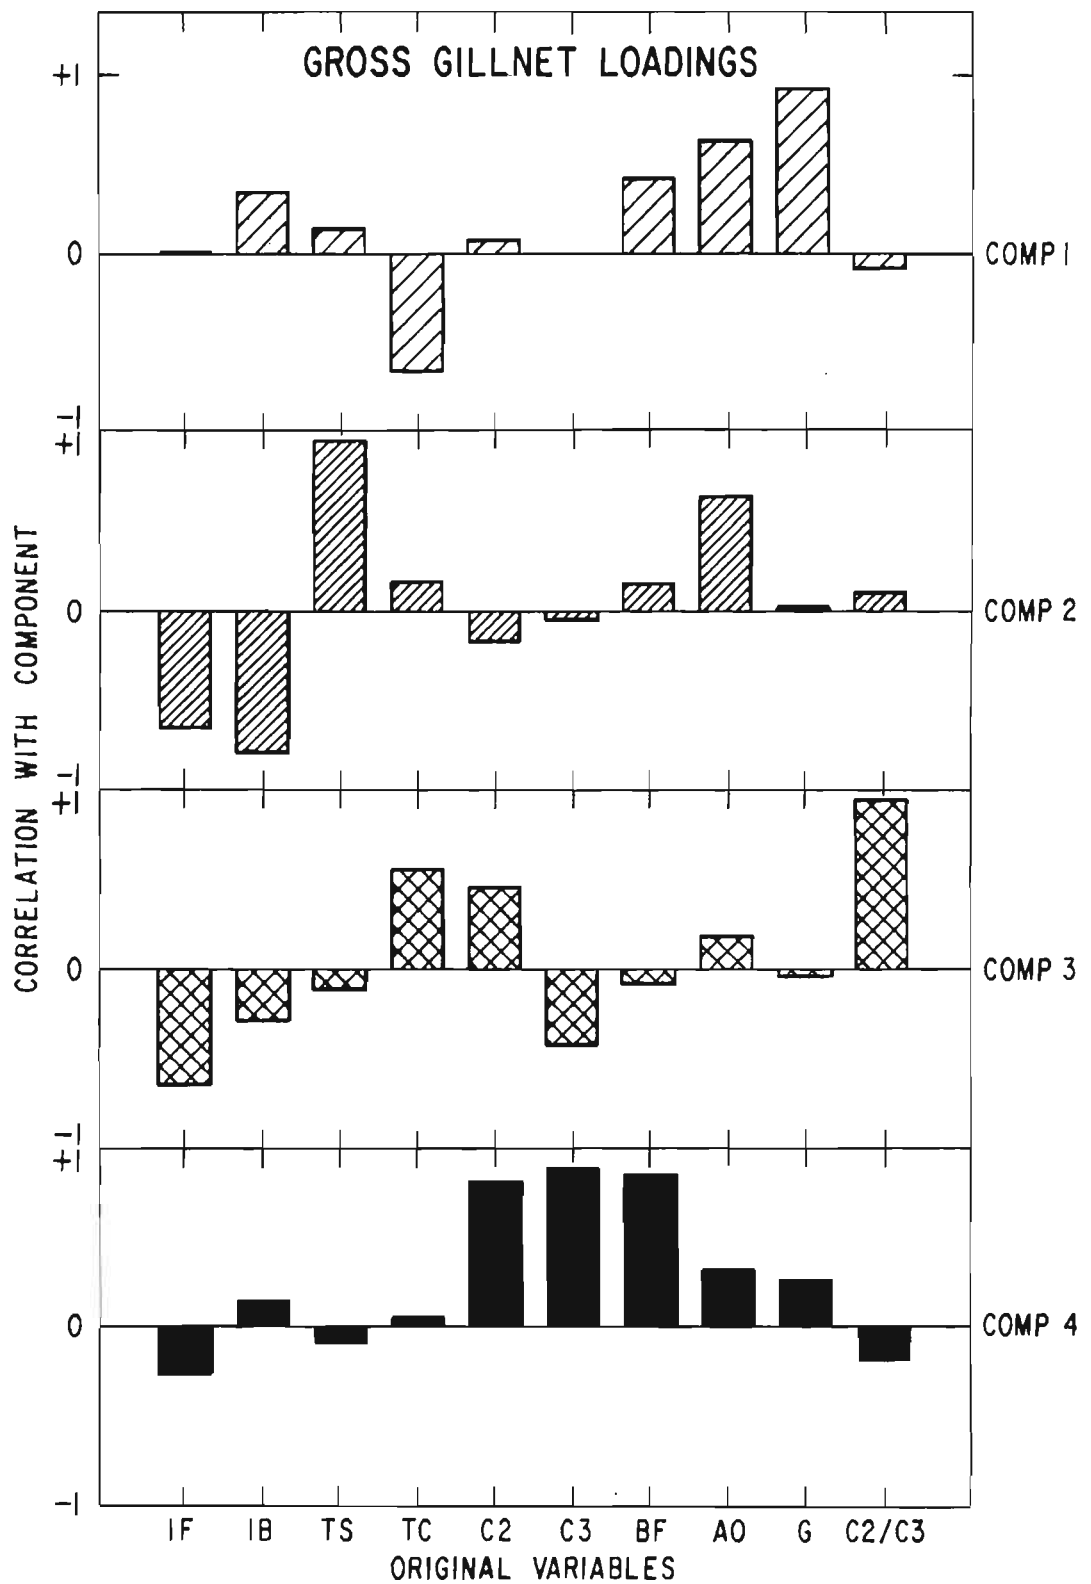 GROSS GILLNET LOADINGS
+1
0
COMP 1
-1
+1
0
COMP 2
-1
+1
0
COMP 3
-1
+1
0
COMP 4
-1
CORRELATION WITH COMPONENT
IF IB TS TC C2 C3 BF AO G C2/C3
ORIGINAL VARIABLES